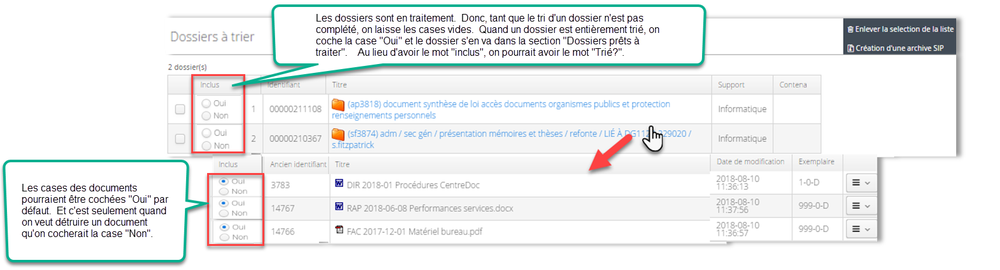 Les dossiers sont en traitement.  Donc, tant que le tri d'un dossier n'est pas
complété, on laisse les cases vides.  Quand un dossier est entièrement trié, on
coche la case "Oui" et le dossier s'en va dans la section "Dossiers prêts à
traiter".    Au lieu d'avoir le mot "inclus", on pourrait avoir le mot "Trié?".
Dossiers à trier
Enlever la selection de la liste
Création d'une archive SIP
2 dossier(s)
Inclus Identifiant Titre Support Contena
Oui
Non
1 00000211108 (ap3818) document synthèse de loi accès documents organismes publics et protection
renseignements personnels
Informatique
Oui
Non
2 00000210367 (sf3874) adm / sec gén / présentation mémoires et thèses / refonte / LIÉ À 229020 /
s.fitzpatrick
Informatique
Inclus Ancien identifiant Titre Date de modification Exemplaire
Oui
Non
3783 DIR 2018-01 Procédures CentreDoc 2018-08-10
11:36:13
1-0-D
Oui
Non
14767 RAP 2018-06-08 Performances services.docx 2018-08-10
11:37:56
999-0-D
Oui
Non
14766 FAC 2017-12-01 Matériel bureau.pdf 2018-08-10
11:36:57
999-0-D
Les cases des documents
pourraient être cochées "Oui" par
défaut.  Et c'est seulement quand
on veut détruire un document
qu'on cocherait la case "Non".